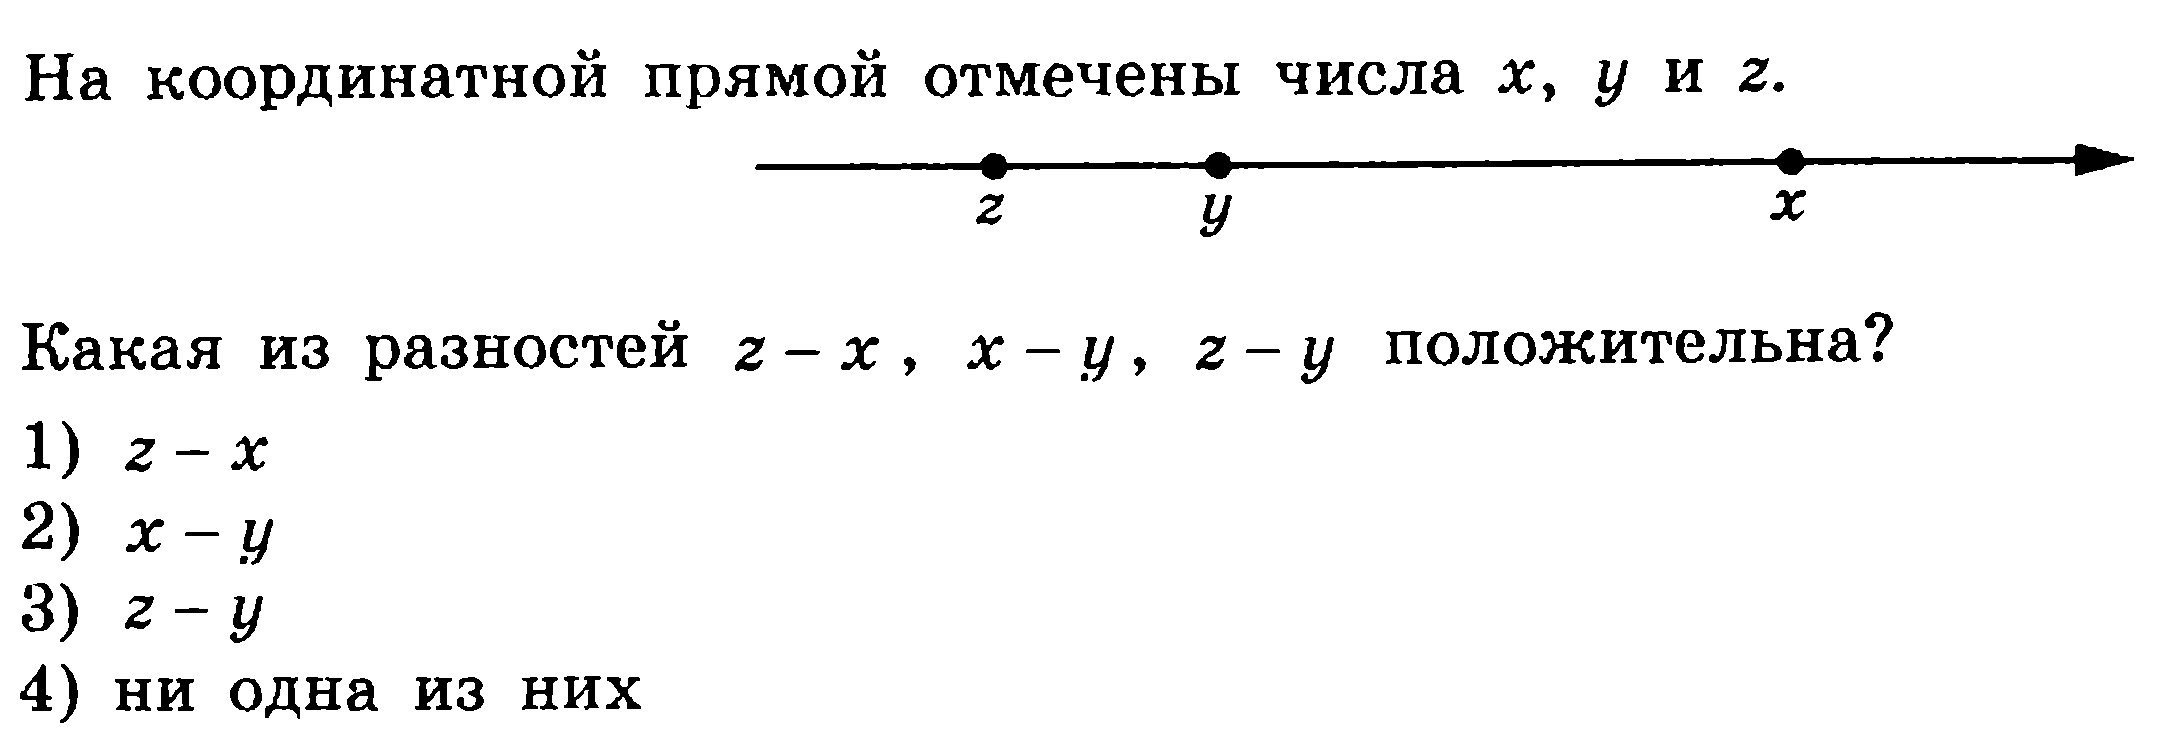 На координатной прямой отмечены числа x, y и z.
z y x
Какая из разностей z – x , x – y , z – y положительна?
1) z – x
2) x – y
3) z – y
4) ни одна из них